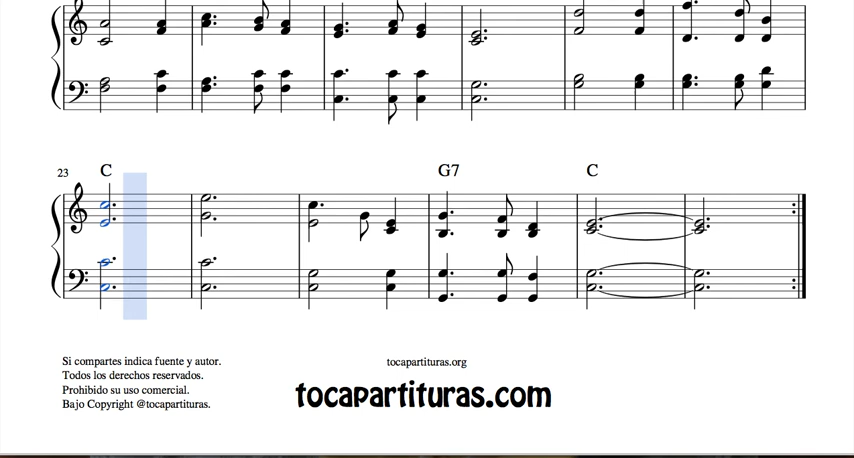 23
C
G7
C
Si compartes indica fuente y autor.
Todos los derechos reservados.
Prohibido su uso comercial.
Bajo Copyright @tocapartituras.
tocapartituras.org
tocapartituras.com